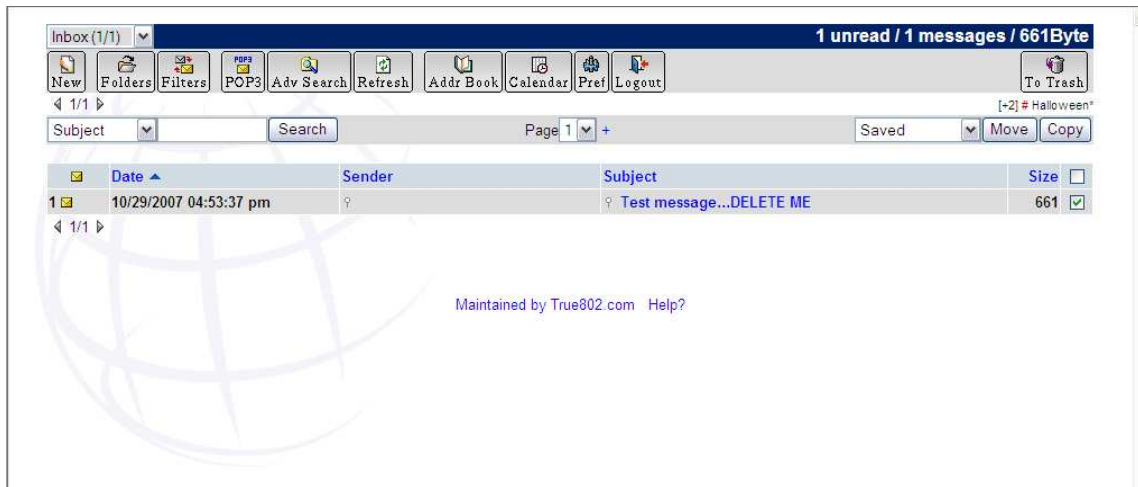 Inbox (1/1) 1 unread / 1 messages / 661Byte
New Folders Filters POP3 POP3 Adv Search Refresh Addr Book Calendar Pref Logout To Trash
1/1 [+2] # Halloween*
Subject Search Page 1 + Saved Move Copy
Date Sender Subject Size
1 10/29/2007 04:53:37 pm Test message...DELETE ME 661
1/1
Maintained by True802.com Help?